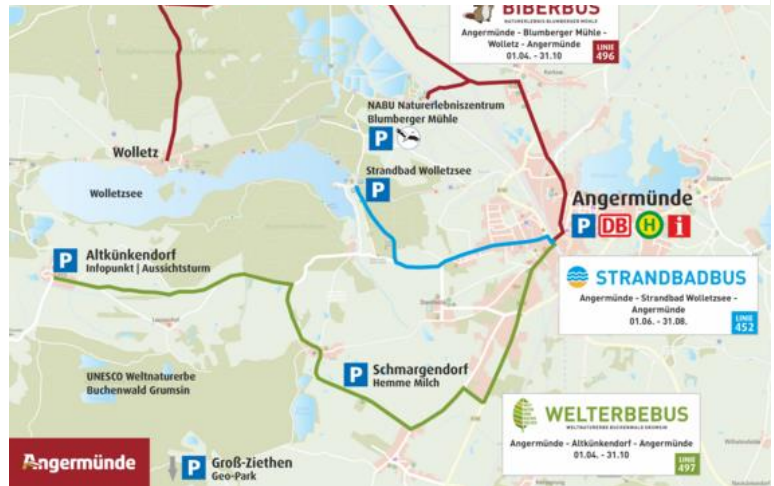 BIBERBUS
NATURERLEBNIS BLUMBERGER MÜHLE
Angermünde - Blumberger Mühle -
Wolletz - Angermünde
01.04. - 31.10
LINIE
496
NABU Naturerlebniszentrum
Blumberger Mühle
P
Wolletz
Strandbad Wolletzsee
P
Wolletzsee
Angermünde
P DB H i
P
Altkünkendorf
Infopunkt | Aussichtsturm
STRANDBADBUS
Angermünde - Strandbad Wolletzsee -
Angermünde
01.06. - 31.08.
LINIE
452
P
Schmargendorf
Hemme Milch
UNESCO Weltnaturerbe
Buchenwald Grumsin
WELTERBEBUS
WELTNATURERBE BUCHENWALD GRUMSIN
Angermünde - Altkünkendorf - Angermünde
01.04. - 31.10
LINIE
497
Angermünde
P
Groß-Ziethen
Geo-Park